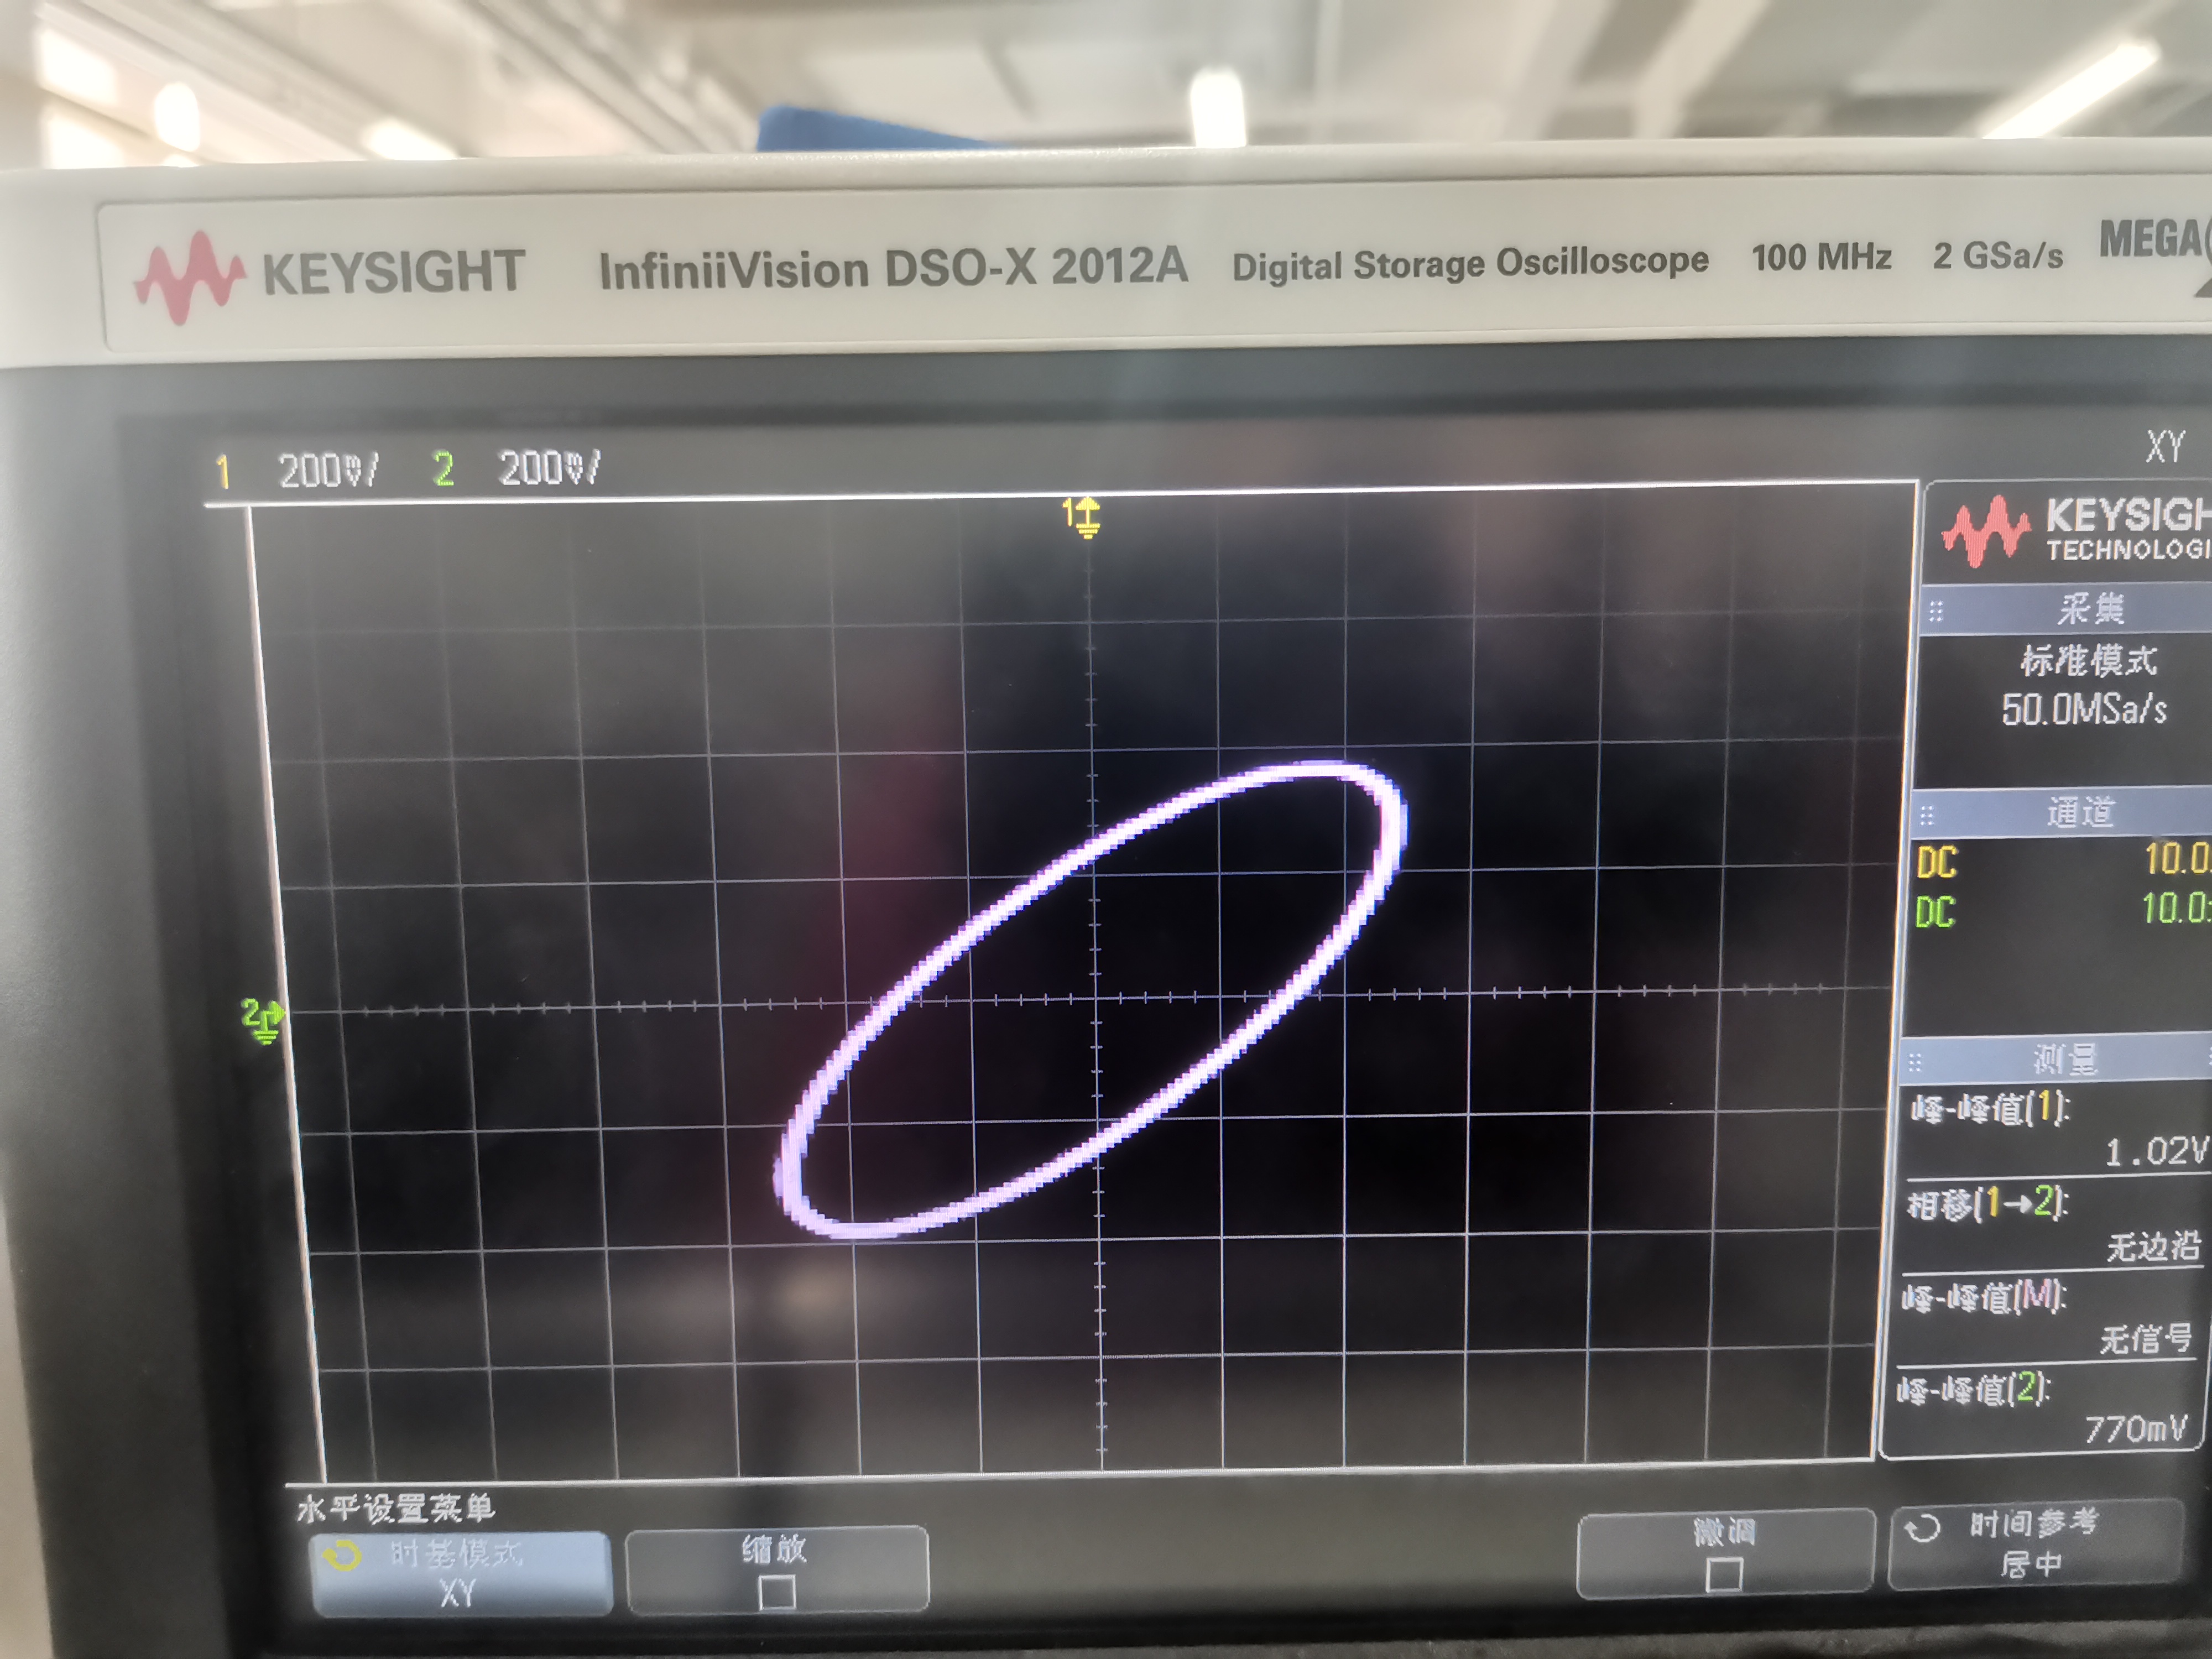 KEYSIGHT InfiniiVision DSO-X 2012A Digital Storage Oscilloscope 100 MHz 2 GSa/s MEGA
1 200mV/ 2 200mV/ XY
1
KEYSIGH
TECHNOLOGI
采集
标准模式
50.0MSa/s
通道
DC 10.0
DC 10.0:
2
测量
峰-峰值(1):
1.02V
相移(1→2):
无边沿
峰-峰值(M):
无信号
峰-峰值(2):
770mV
水平设置菜单
时基模式
XY
缩放
微调
时间参考
居中